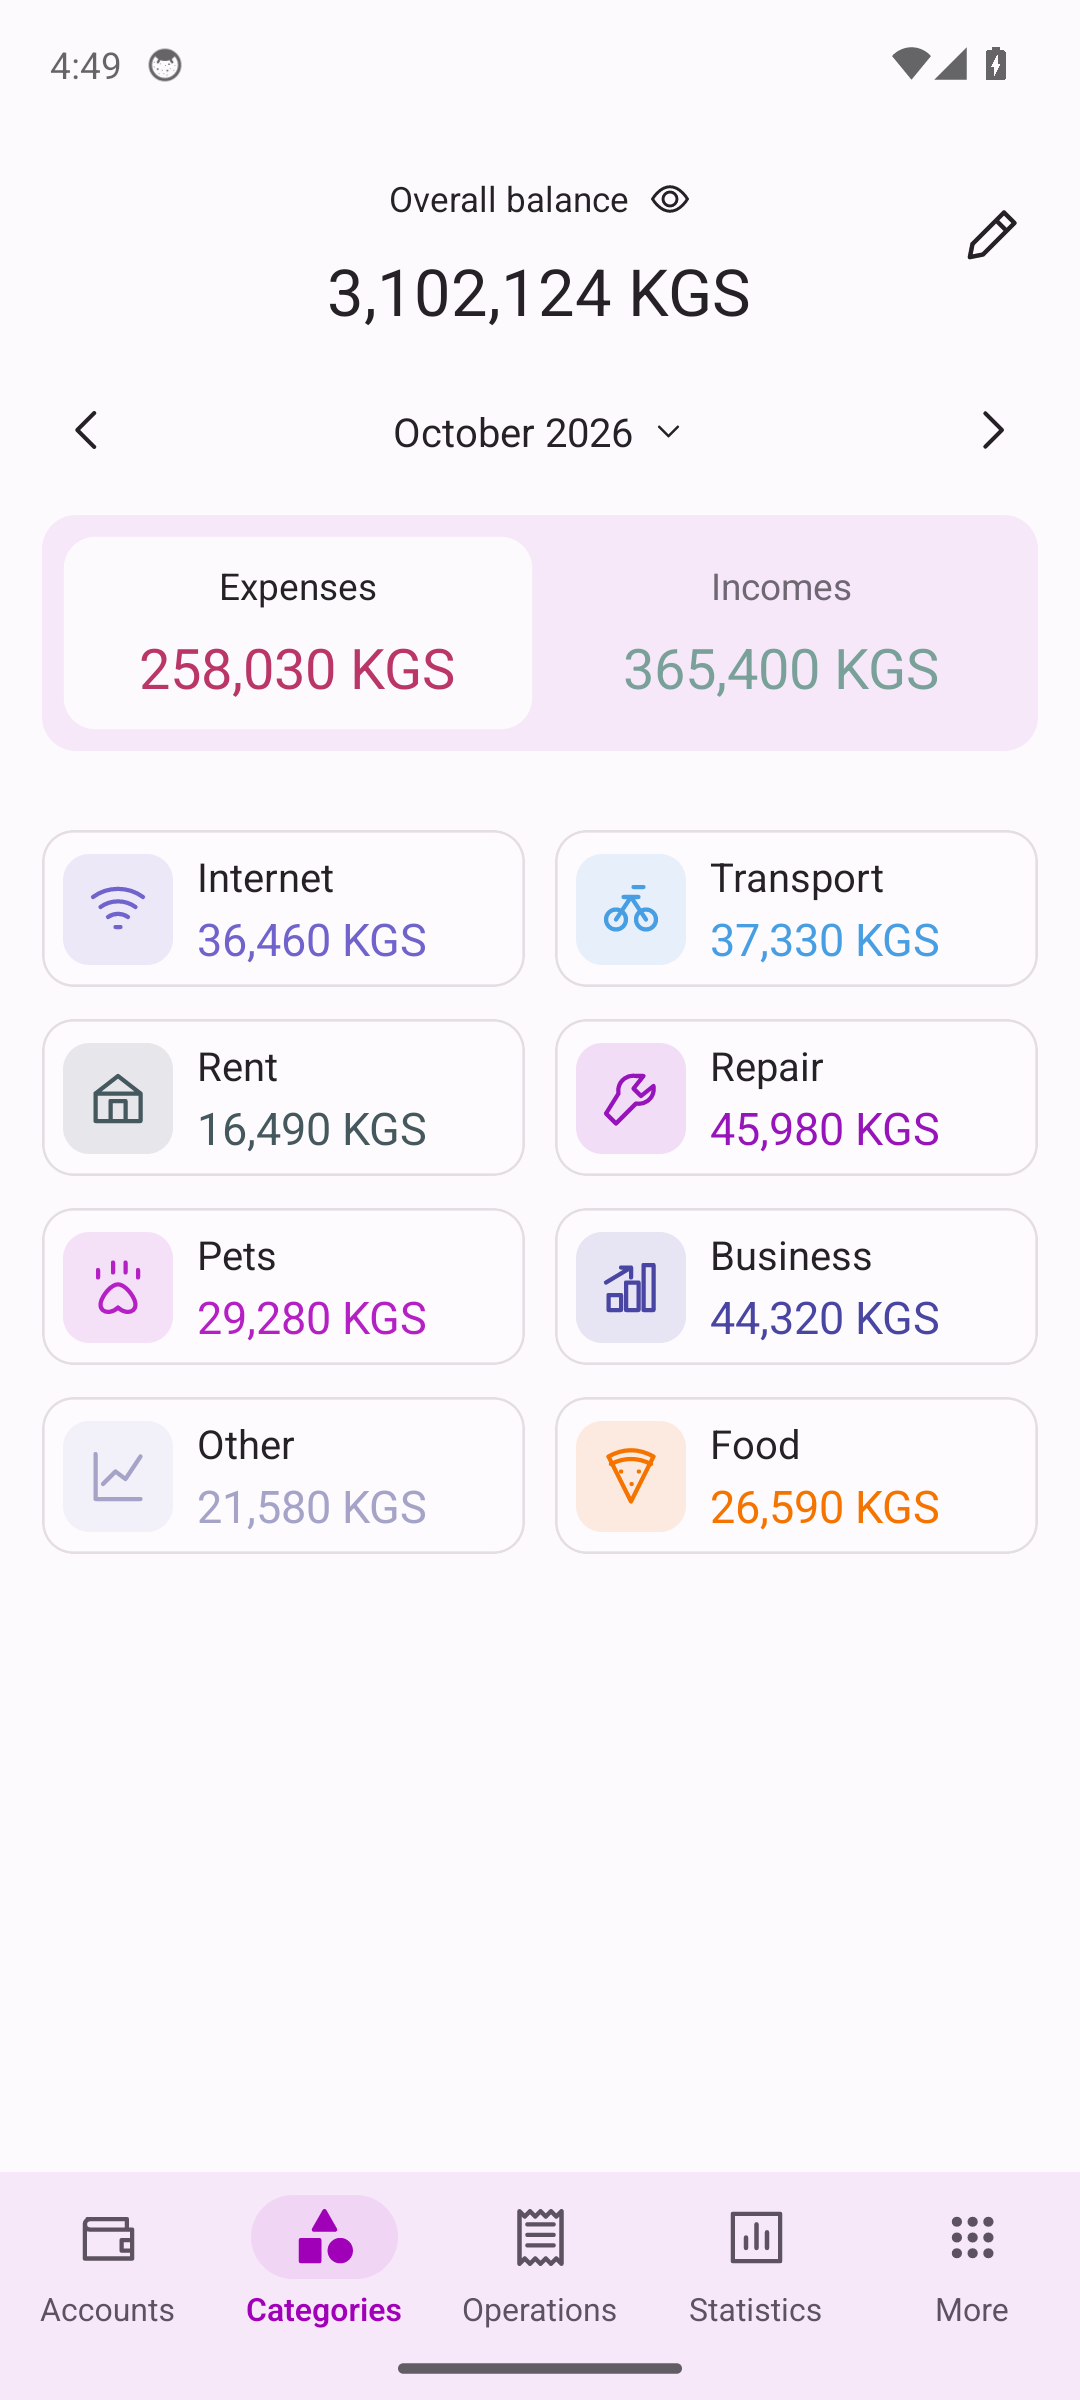 4:49
Overall balance
3,102,124 KGS
October 2026
Expenses
258,030 KGS
Incomes
365,400 KGS
Internet
36,460 KGS
Transport
37,330 KGS
Rent
16,490 KGS
Repair
45,980 KGS
Pets
29,280 KGS
Business
44,320 KGS
Other
21,580 KGS
Food
26,590 KGS
Accounts
Categories
Operations
Statistics
More